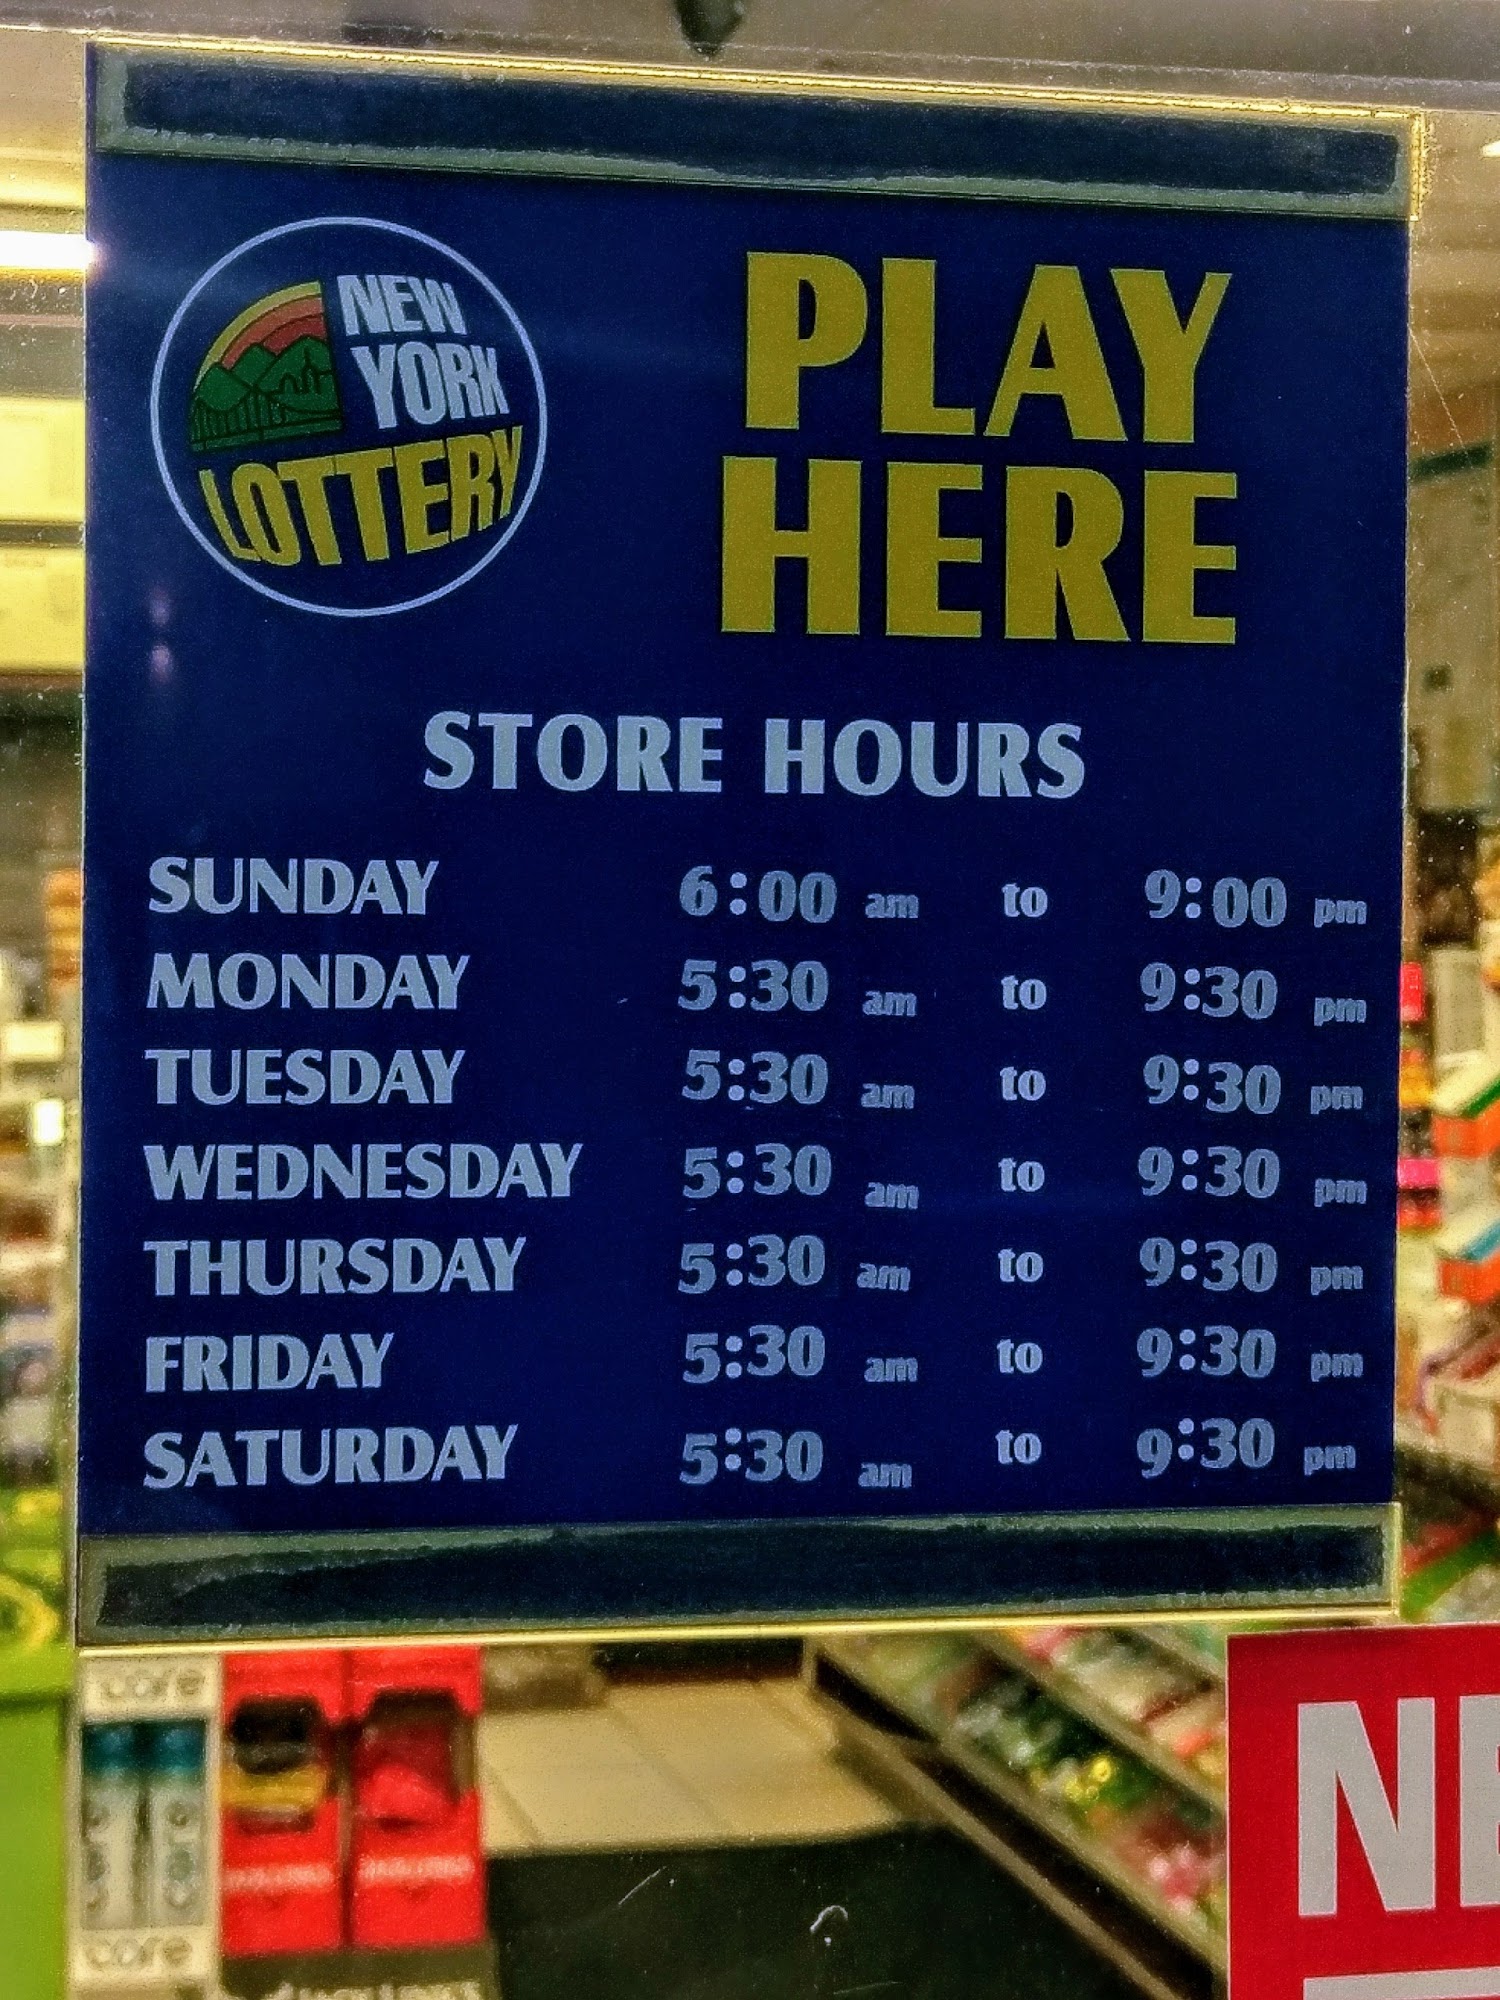 NEW
YORK
LOTTERY
PLAY
HERE
STORE HOURS
SUNDAY 6:00 am to 9:00 pm
MONDAY 5:30 am to 9:30 pm
TUESDAY 5:30 am to 9:30 pm
WEDNESDAY 5:30 am to 9:30 pm
THURSDAY 5:30 am to 9:30 pm
FRIDAY 5:30 am to 9:30 pm
SATURDAY 5:30 am to 9:30 pm
core
core core
core